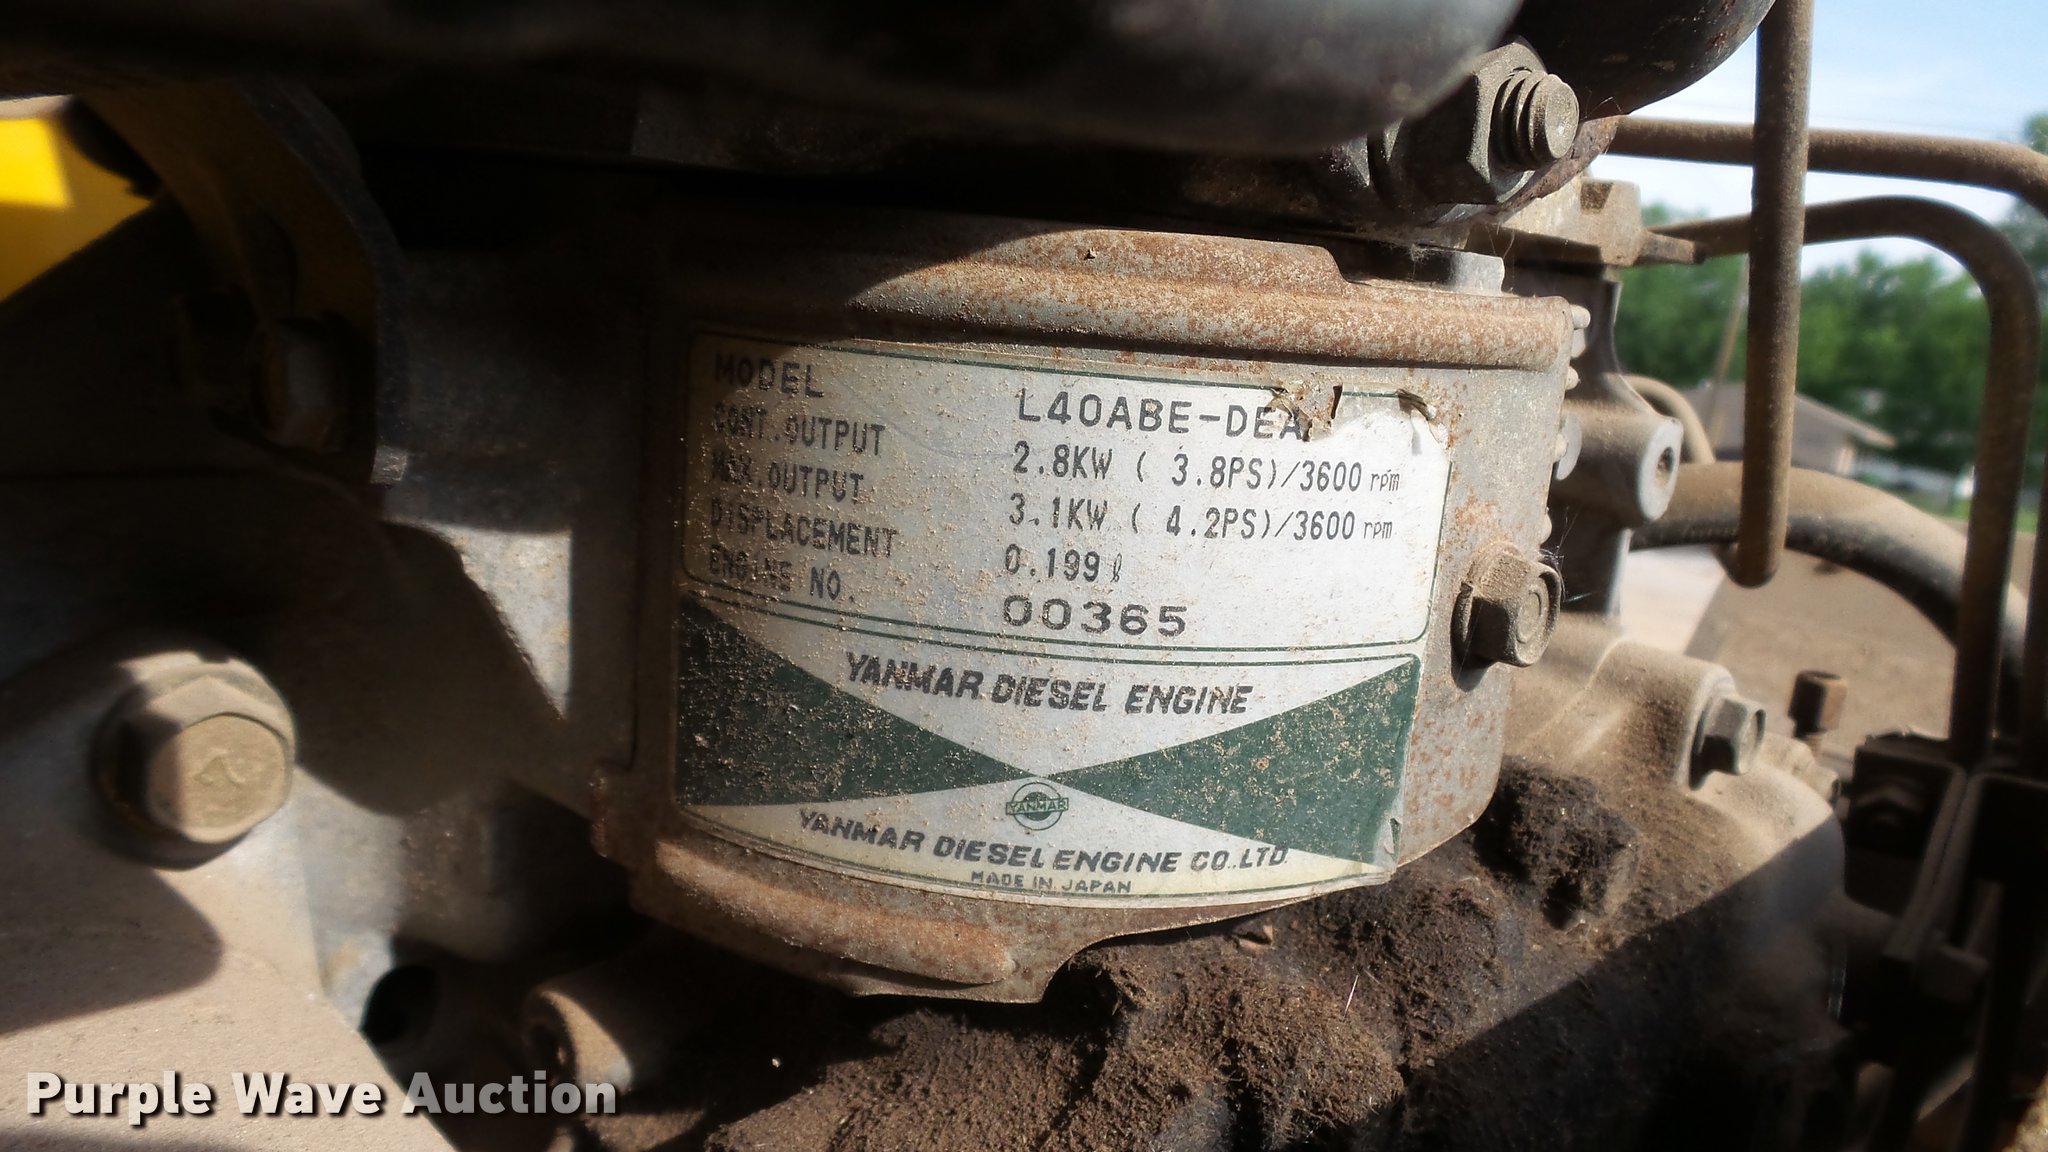 MODEL L40ABE-DEA
CONT.OUTPUT 2.8KW ( 3.8PS)/3600 rpm
MAX.OUTPUT 3.1KW ( 4.2PS)/3600 rpm
DISPLACEMENT 0.199 ℓ
ENGINE NO. 00365
YANMAR DIESEL ENGINE
YANMAR
YANMAR DIESEL ENGINE CO.,LTD.
MADE IN JAPAN
Purple Wave Auction